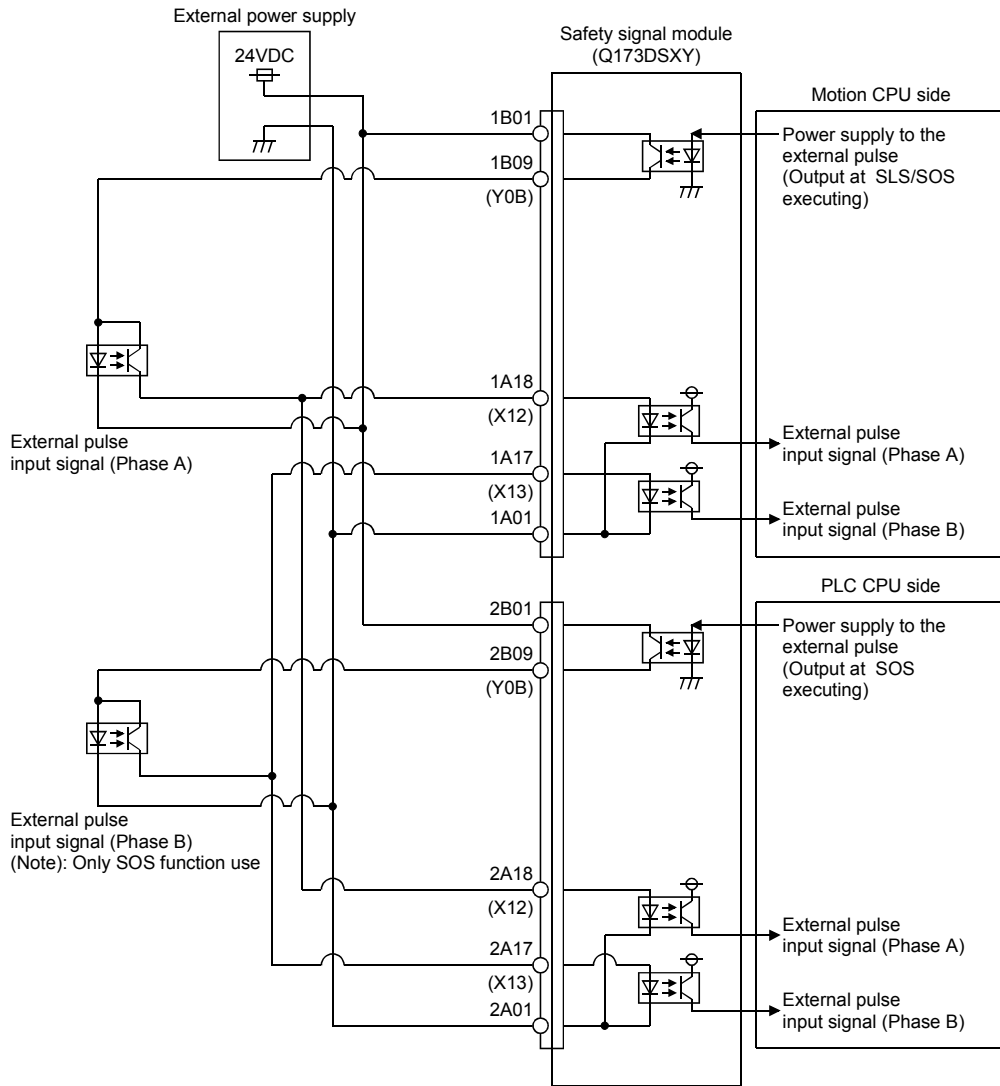 External power supply
24VDC
Safety signal module
(Q173DSXY)
Motion CPU side
1B01
1B09
(Y0B)
Power supply to the
external pulse
(Output at SLS/SOS
executing)
External pulse
input signal (Phase A)
1A18
(X12)
1A17
(X13)
1A01
External pulse
input signal (Phase A)
External pulse
input signal (Phase B)
PLC CPU side
2B01
2B09
(Y0B)
Power supply to the
external pulse
(Output at SOS
executing)
External pulse
input signal (Phase B)
(Note): Only SOS function use
2A18
(X12)
2A17
(X13)
2A01
External pulse
input signal (Phase A)
External pulse
input signal (Phase B)